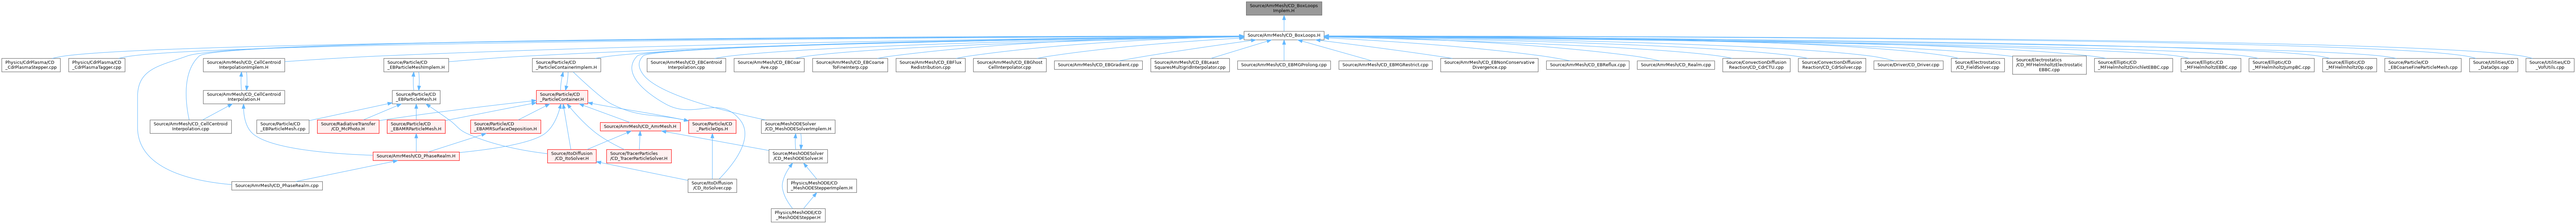 Source/AmrMesh/CD_BoxLoops
Implem.H
Source/AmrMesh/CD_BoxLoops.H
Physics/CdrPlasma/CD
_CdrPlasmaStepper.cpp
Physics/CdrPlasma/CD
_CdrPlasmaTagger.cpp
Source/AmrMesh/CD_CellCentroid
InterpolationImplem.H
Source/Particle/CD
_EBParticleMeshImplem.H
Source/Particle/CD
_ParticleContainerImplem.H
Source/AmrMesh/CD_EBCentroid
Interpolation.cpp
Source/AmrMesh/CD_EBCoar
Ave.cpp
Source/AmrMesh/CD_EBCoarse
ToFineInterp.cpp
Source/AmrMesh/CD_EBFlux
Redistribution.cpp
Source/AmrMesh/CD_EBGhost
CellInterpolator.cpp
Source/AmrMesh/CD_EBGradient.cpp
Source/AmrMesh/CD_EBLeast
SquaresMultigridInterpolator.cpp
Source/AmrMesh/CD_EBMGProlong.cpp
Source/AmrMesh/CD_EBMGRestrict.cpp
Source/AmrMesh/CD_EBNonConservative
Divergence.cpp
Source/AmrMesh/CD_EBReflux.cpp
Source/AmrMesh/CD_Realm.cpp
Source/ConvectionDiffusion
Reaction/CD_CdrCTU.cpp
Source/ConvectionDiffusion
Reaction/CD_CdrSolver.cpp
Source/Driver/CD_Driver.cpp
Source/Electrostatics
/CD_FieldSolver.cpp
Source/Electrostatics
/CD_MFHelmholtzElectrostatic
EBBC.cpp
Source/Elliptic/CD
_MFHelmholtzDirichletEBBC.cpp
Source/Elliptic/CD
_MFHelmholtzEBBC.cpp
Source/Elliptic/CD
_MFHelmholtzJumpBC.cpp
Source/Elliptic/CD
_MFHelmholtzOp.cpp
Source/Particle/CD
_EBCoarseFineParticleMesh.cpp
Source/Utilities/CD
_DataOps.cpp
Source/Utilities/CD
_VofUtils.cpp
Source/AmrMesh/CD_CellCentroid
Interpolation.H
Source/Particle/CD
_EBParticleMesh.H
Source/Particle/CD
_ParticleContainer.H
Source/AmrMesh/CD_CellCentroid
Interpolation.cpp
Source/Particle/CD
_EBParticleMesh.cpp
Source/RadiativeTransfer
/CD_McPhoto.H
Source/Particle/CD
_EBAMRParticleMesh.H
Source/Particle/CD
_EBAMRSurfaceDeposition.H
Source/AmrMesh/CD_AmrMesh.H
Source/Particle/CD
_ParticleOps.H
Source/MeshODESolver
/CD_MeshODESolverImplem.H
Source/AmrMesh/CD_PhaseRealm.H
Source/ItoDiffusion
/CD_ItoSolver.H
Source/TracerParticles
/CD_TracerParticleSolver.H
Source/MeshODESolver
/CD_MeshODESolver.H
Source/AmrMesh/CD_PhaseRealm.cpp
Source/ItoDiffusion
/CD_ItoSolver.cpp
Physics/MeshODE/CD
_MeshODEStepperImplem.H
Physics/MeshODE/CD
_MeshODEStepper.H